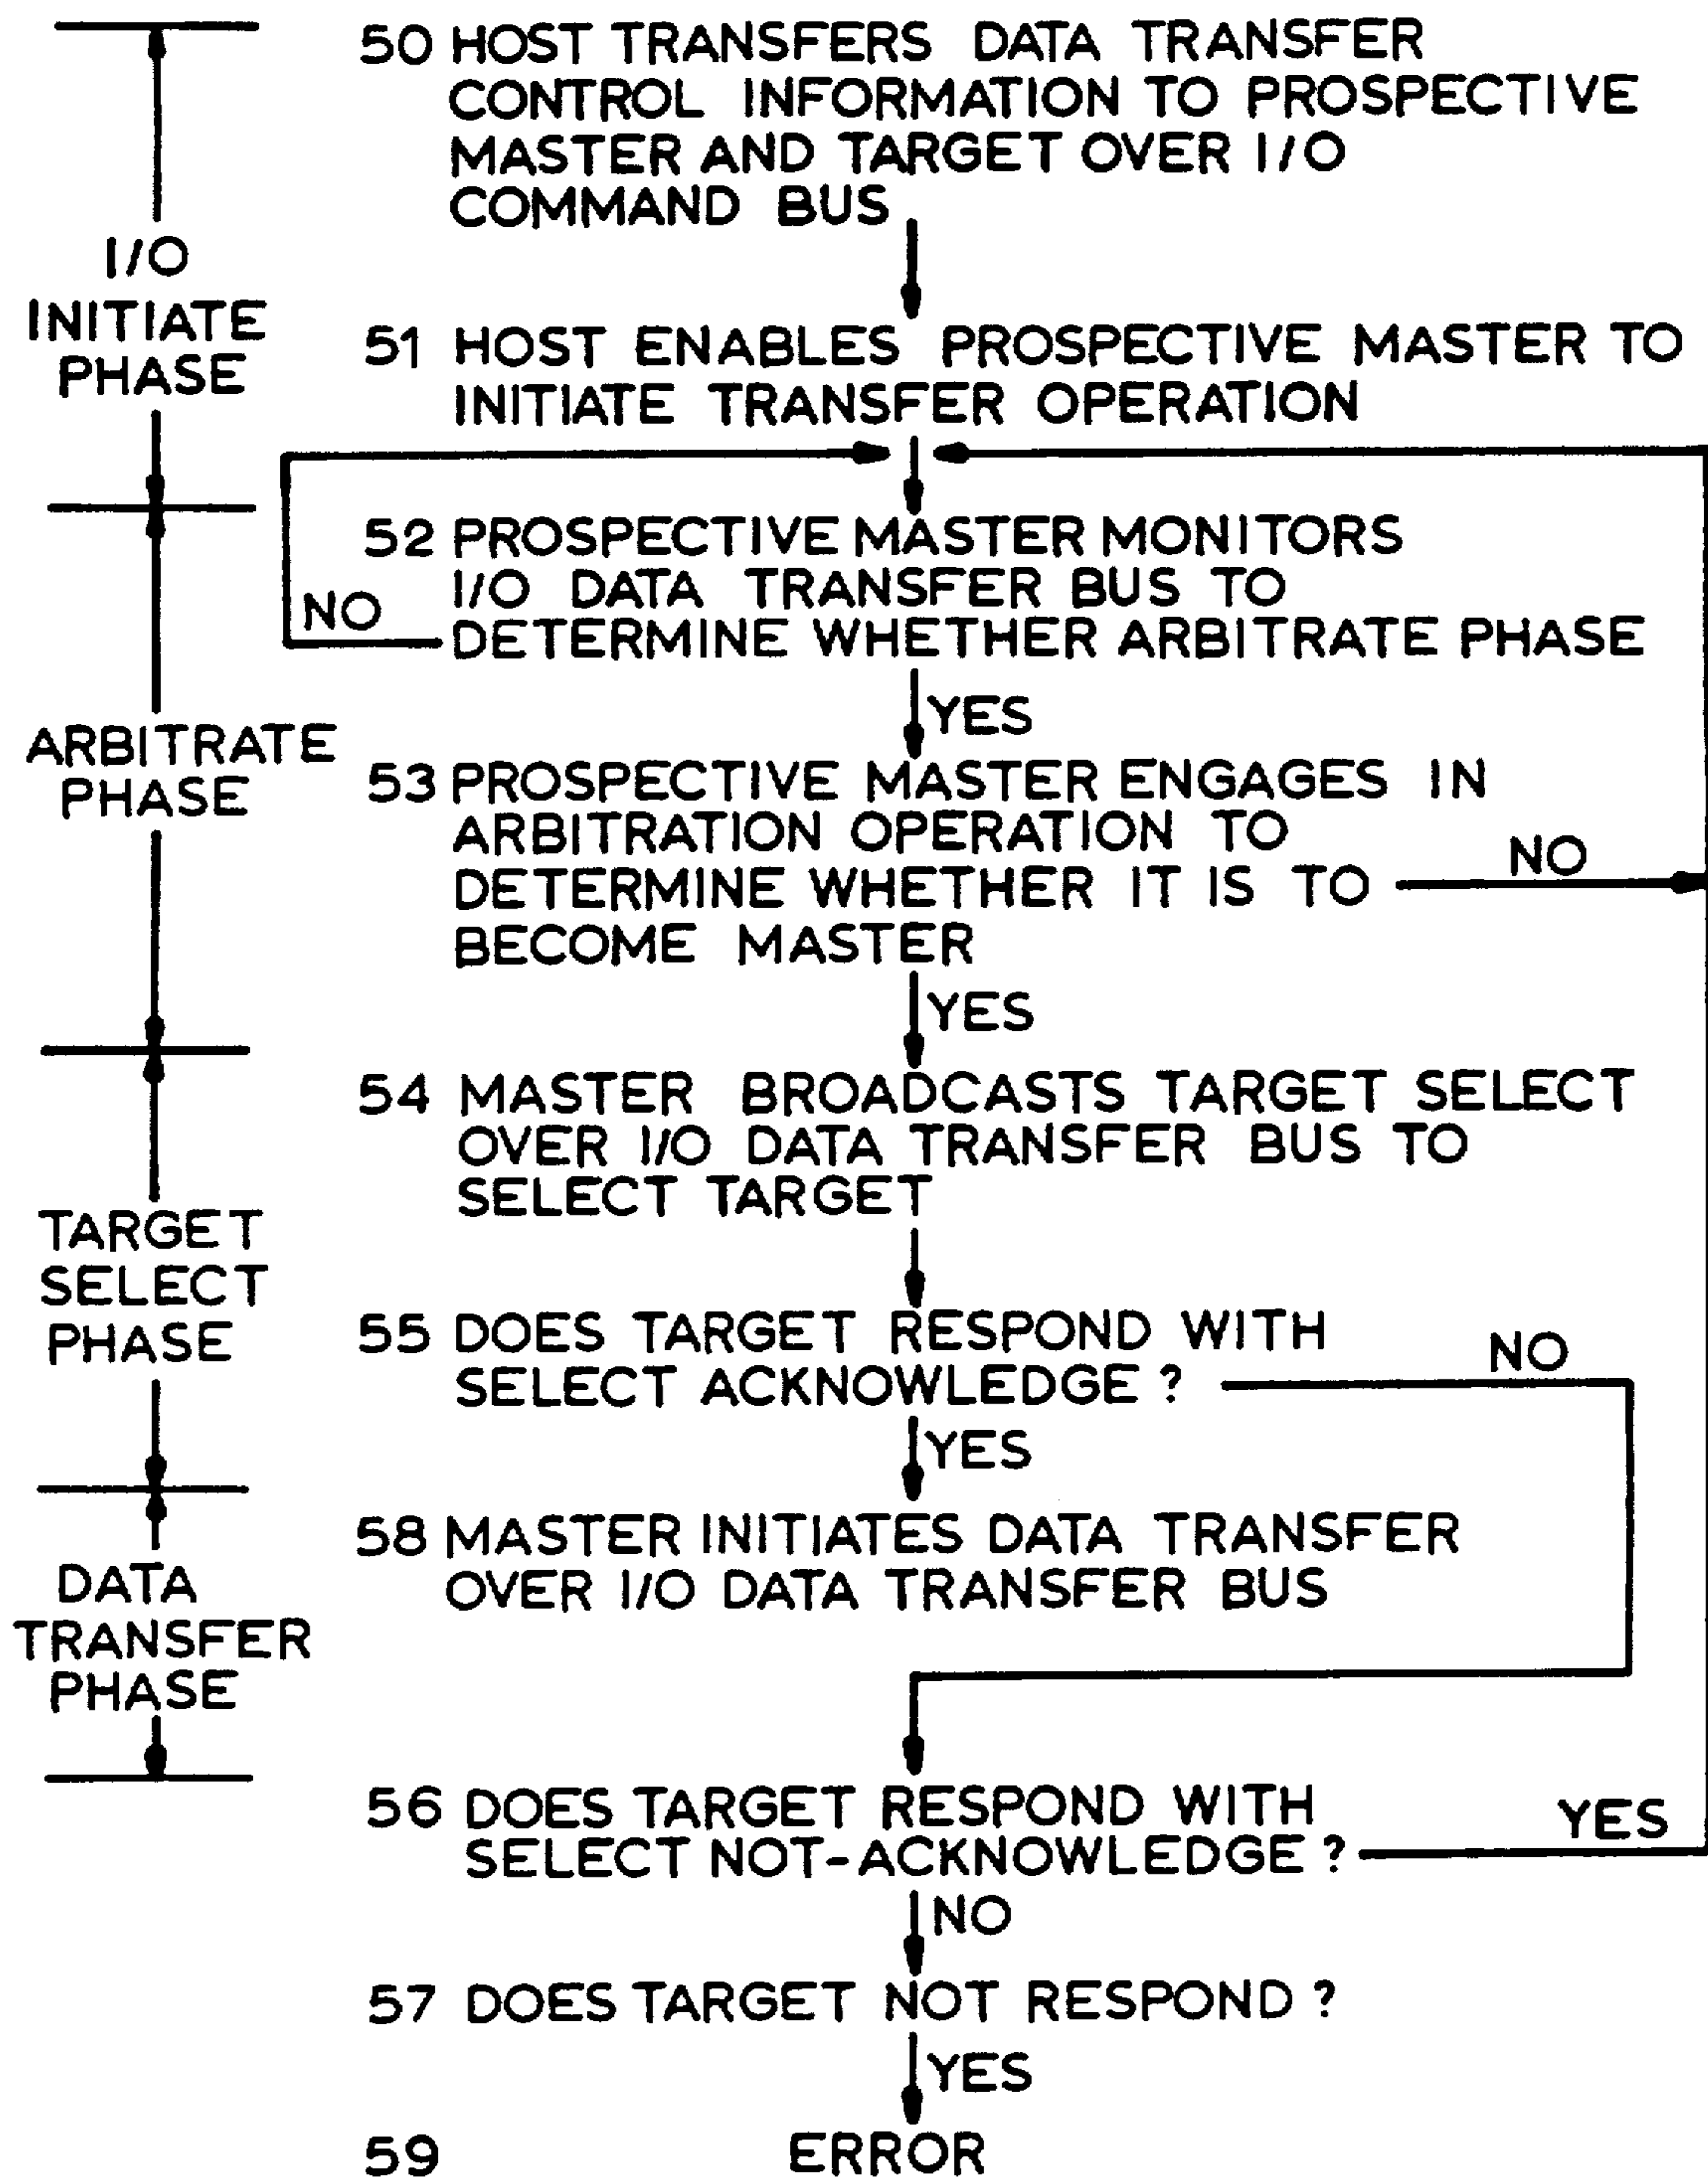 50 HOST TRANSFERS DATA TRANSFER
CONTROL INFORMATION TO PROSPECTIVE
MASTER AND TARGET OVER I/O
COMMAND BUS
I/O
INITIATE
PHASE
51 HOST ENABLES PROSPECTIVE MASTER TO
INITIATE TRANSFER OPERATION
52 PROSPECTIVE MASTER MONITORS
I/O DATA TRANSFER BUS TO
DETERMINE WHETHER ARBITRATE PHASE
NO
YES
ARBITRATE
PHASE
53 PROSPECTIVE MASTER ENGAGES IN
ARBITRATION OPERATION TO
DETERMINE WHETHER IT IS TO
BECOME MASTER
NO
YES
54 MASTER BROADCASTS TARGET SELECT
OVER I/O DATA TRANSFER BUS TO
SELECT TARGET
TARGET
SELECT
PHASE
55 DOES TARGET RESPOND WITH
SELECT ACKNOWLEDGE ?
NO
YES
58 MASTER INITIATES DATA TRANSFER
OVER I/O DATA TRANSFER BUS
DATA
TRANSFER
PHASE
56 DOES TARGET RESPOND WITH
SELECT NOT-ACKNOWLEDGE ?
YES
NO
57 DOES TARGET NOT RESPOND ?
YES
59 ERROR